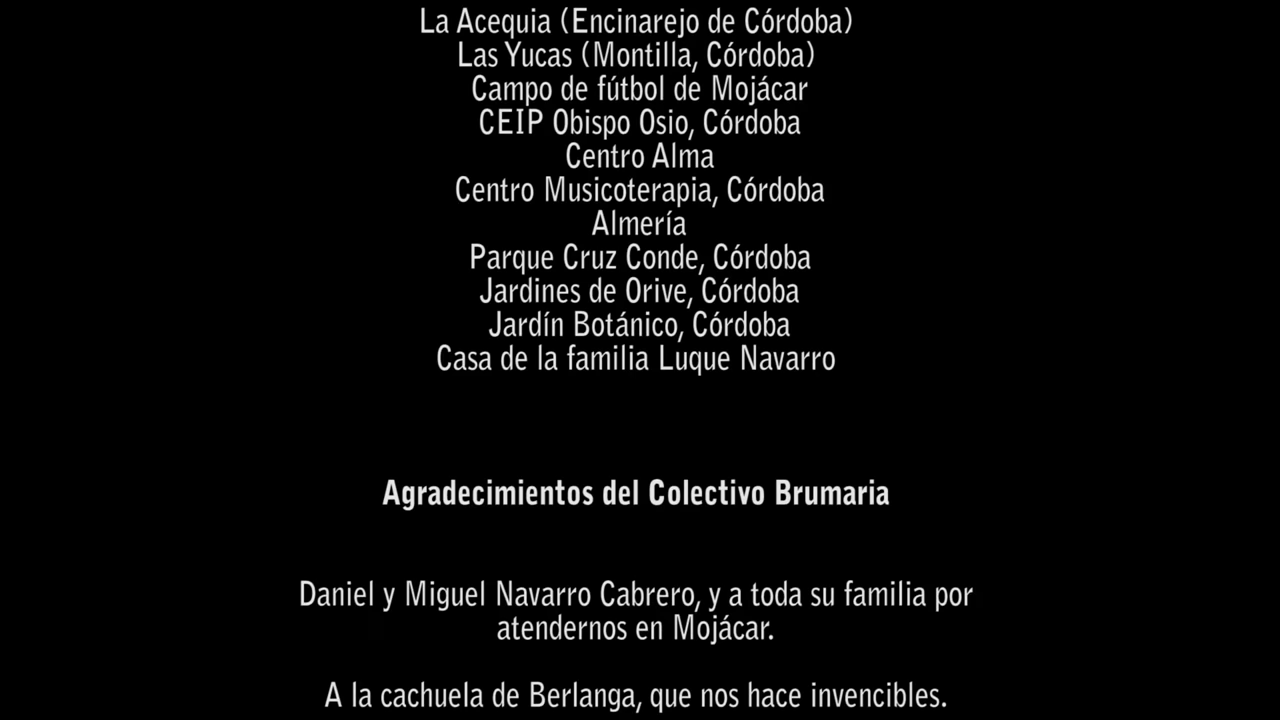 La Acequia (Encinarejo de Córdoba)
Las Yucas (Montilla, Córdoba)
Campo de fútbol de Mojácar
CEIP Obispo Osio, Córdoba
Centro Alma
Centro Musicoterapia, Córdoba
Almería
Parque Cruz Conde, Córdoba
Jardines de Orive, Córdoba
Jardín Botánico, Córdoba
Casa de la familia Luque Navarro
Agradecimientos del Colectivo Brumaria
Daniel y Miguel Navarro Cabrero, y a toda su familia por
atendernos en Mojácar.
A la cachuela de Berlanga, que nos hace invencibles.